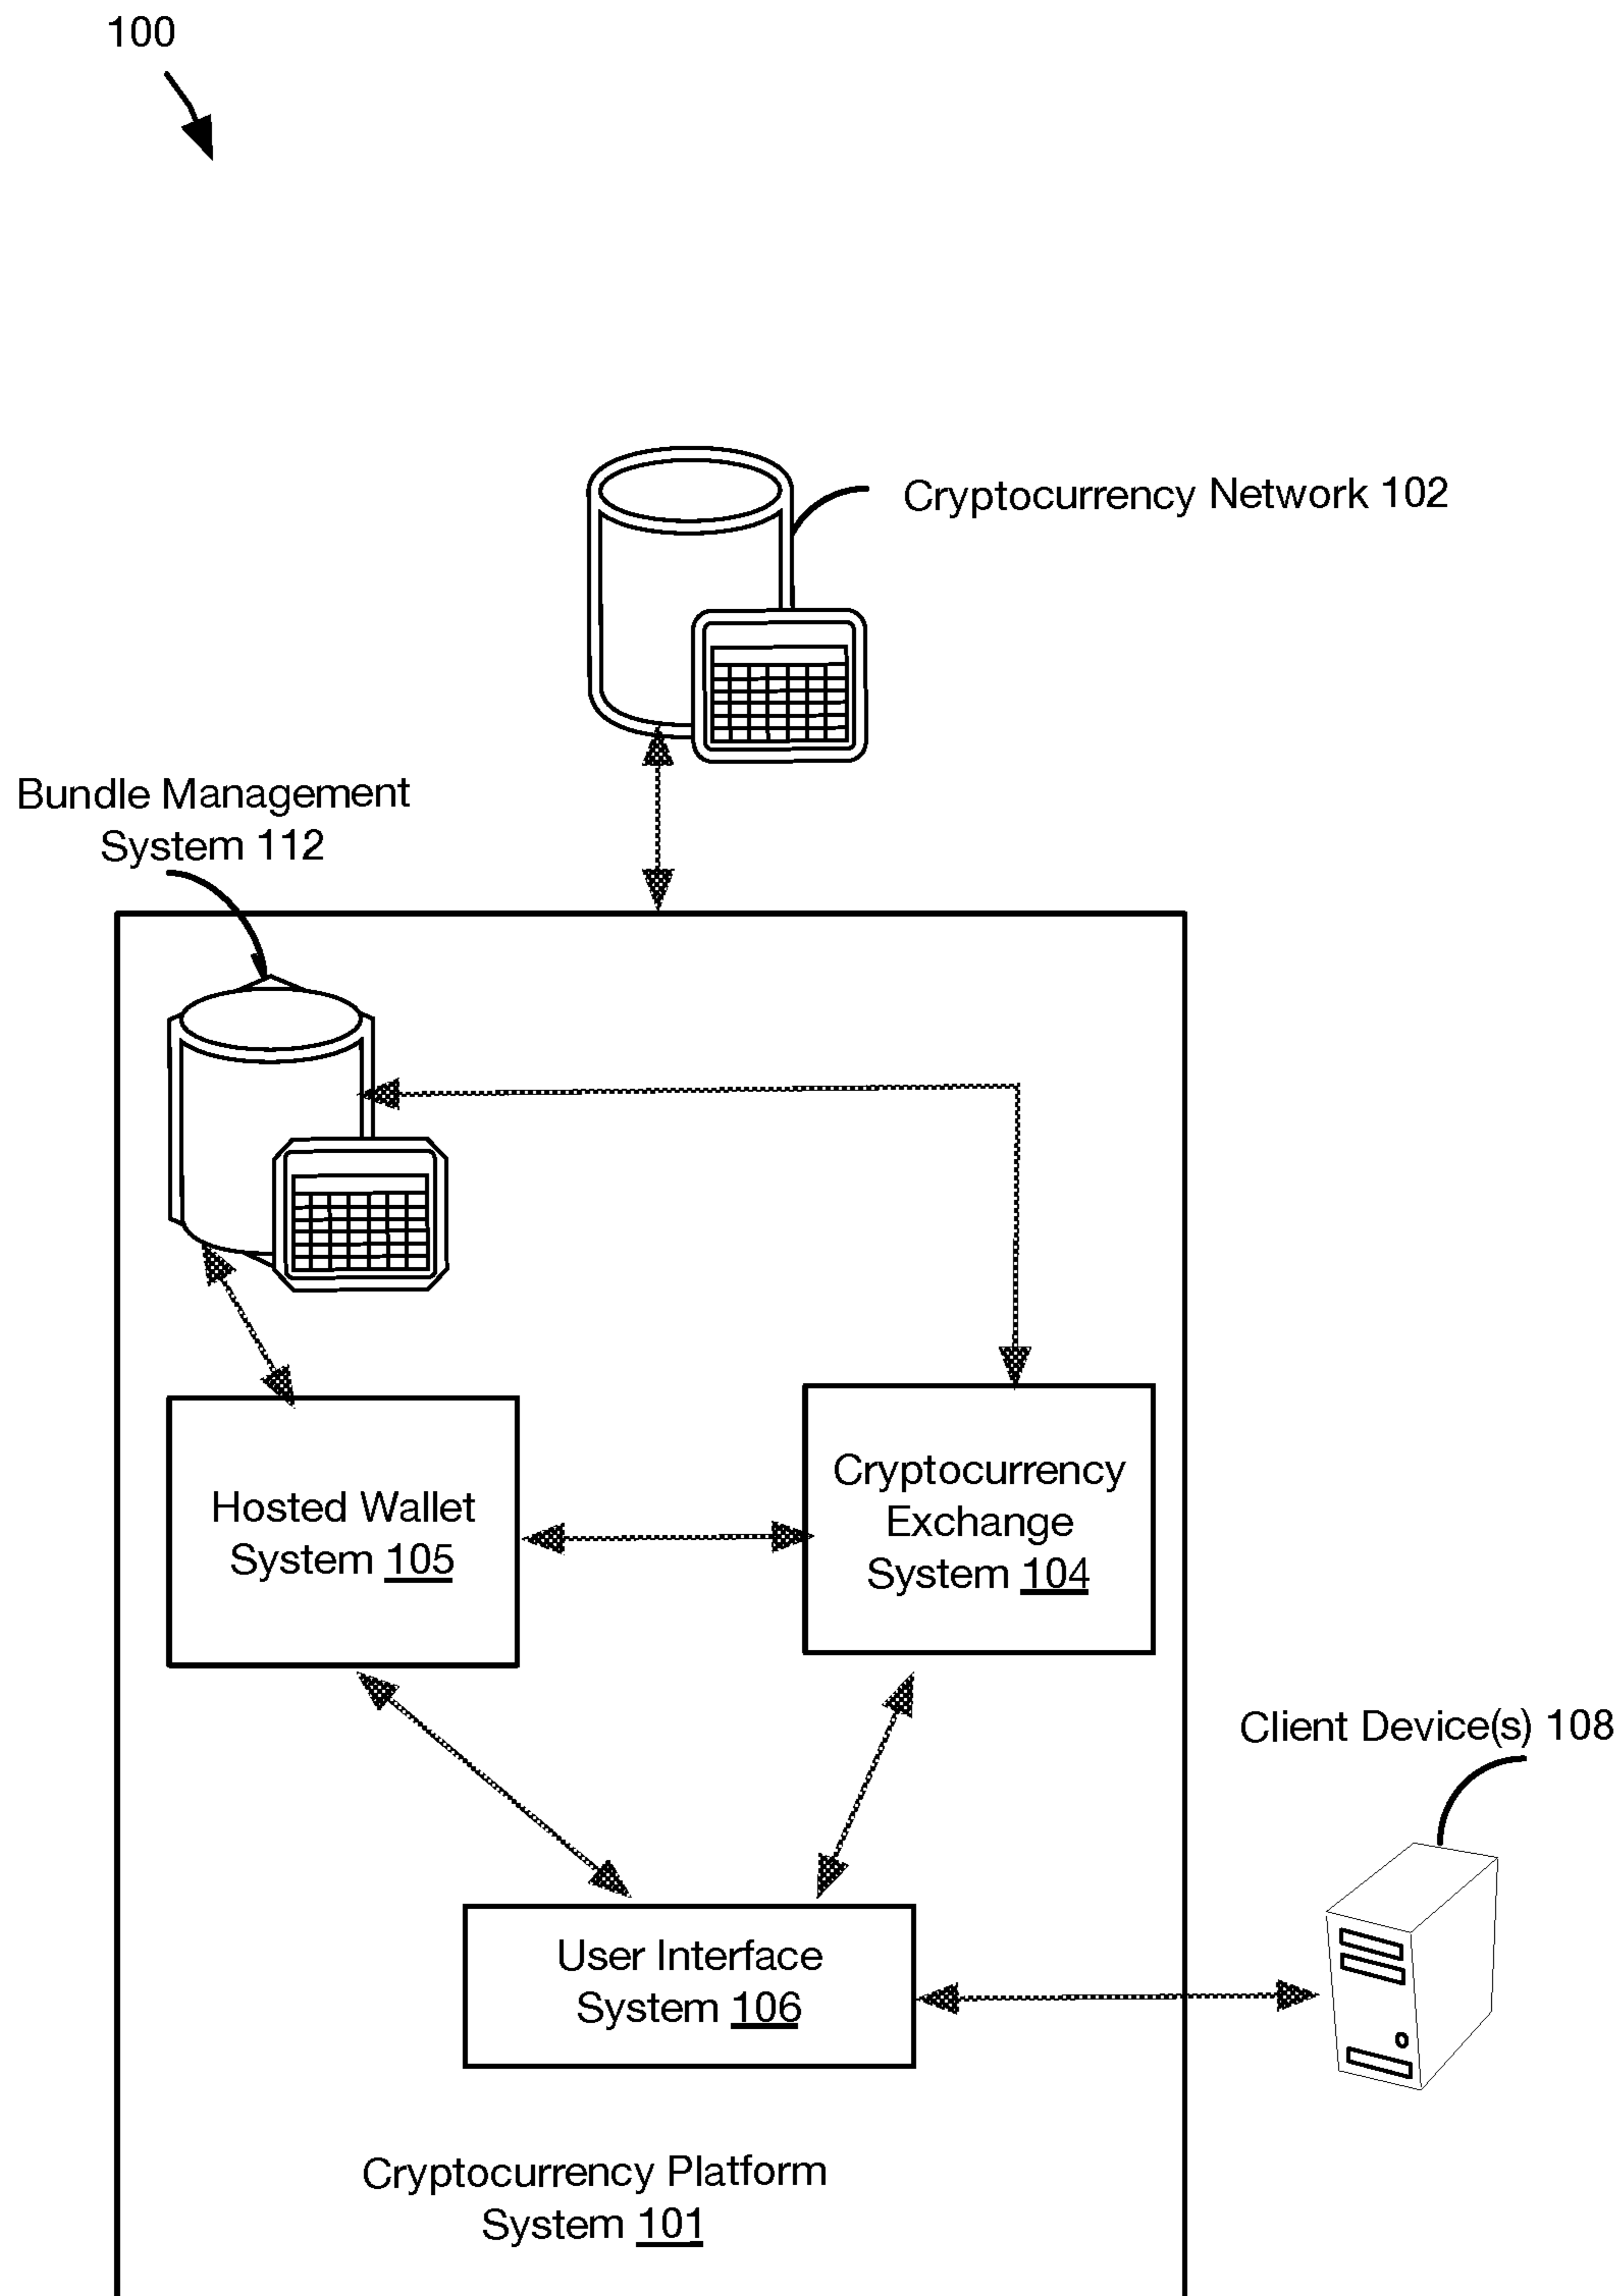 100
Cryptocurrency Network 102
Bundle Management
System 112
Hosted Wallet
System 105
Cryptocurrency
Exchange
System 104
Client Device(s) 108
User Interface
System 106
Cryptocurrency Platform
System 101